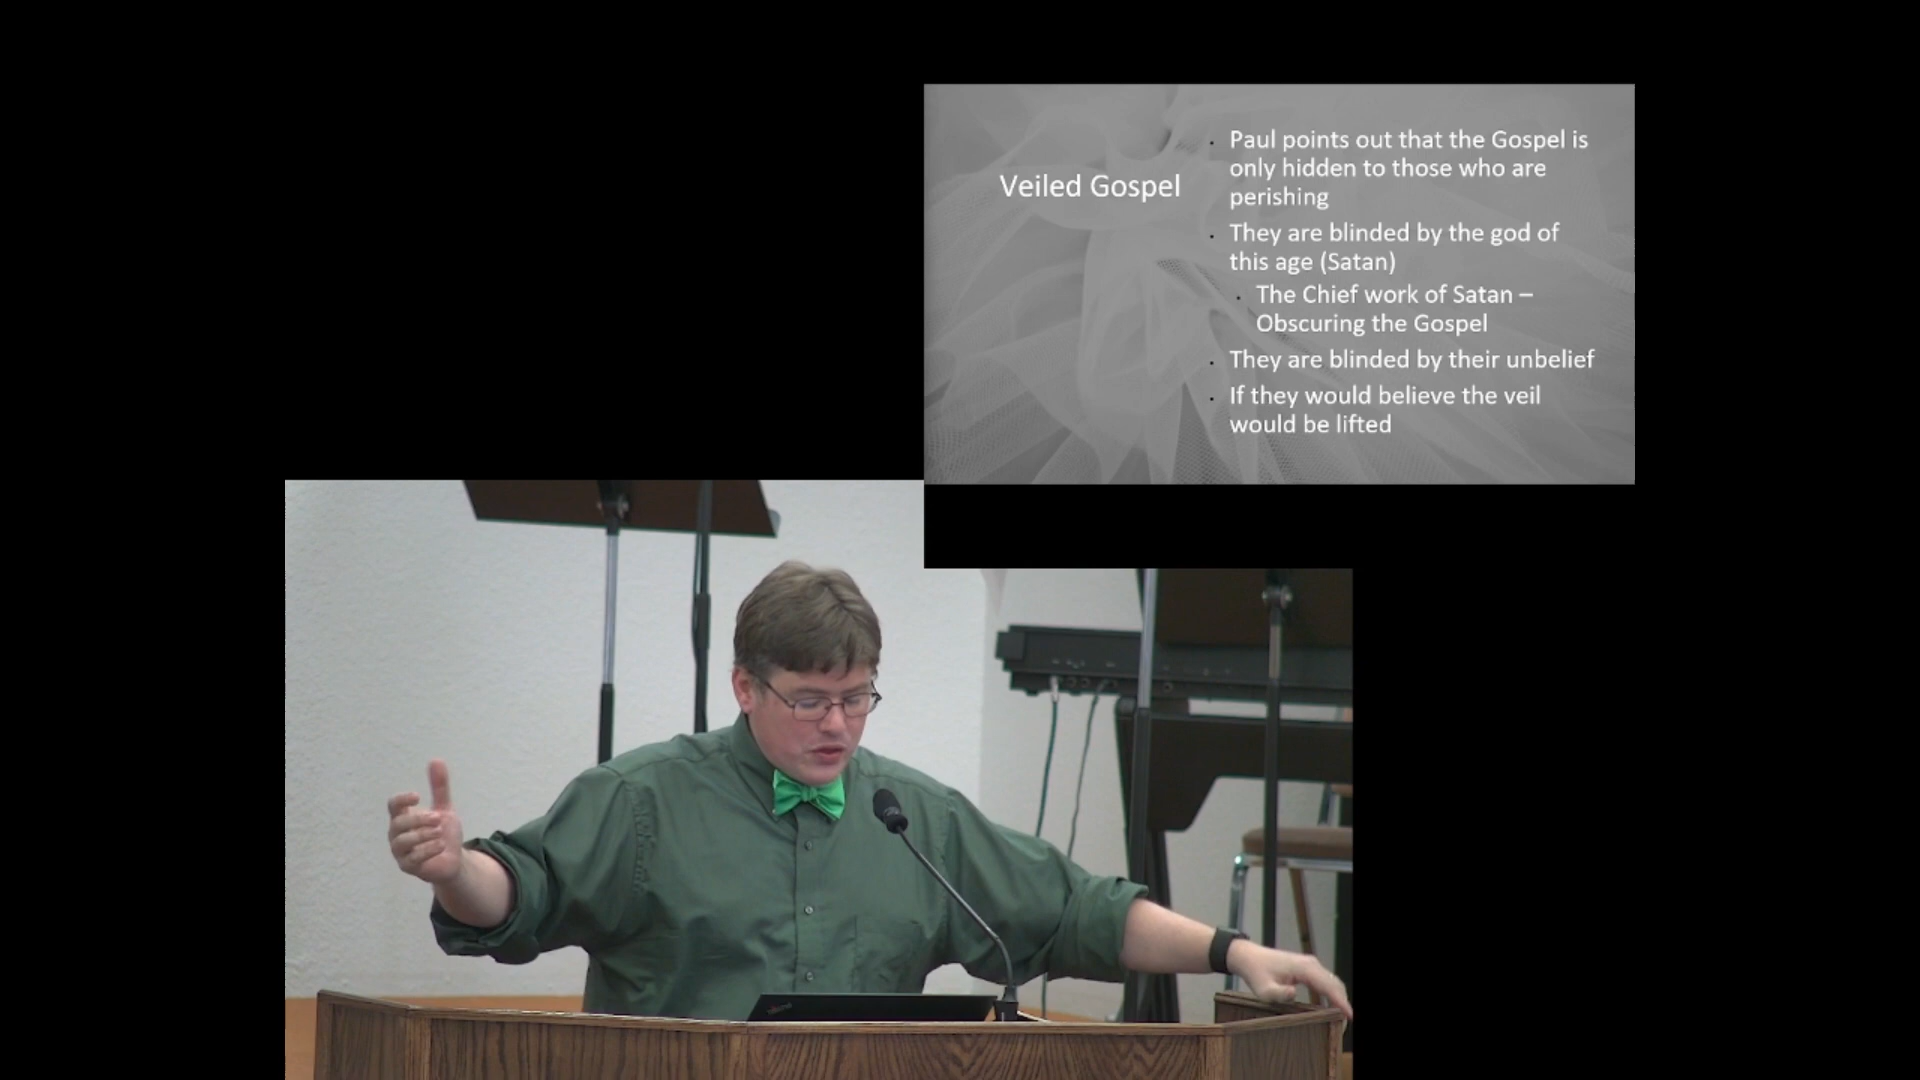 Veiled Gospel
Paul points out that the Gospel is
only hidden to those who are
perishing
They are blinded by the god of
this age (Satan)
The Chief work of Satan –
Obscuring the Gospel
They are blinded by their unbelief
If they would believe the veil
would be lifted